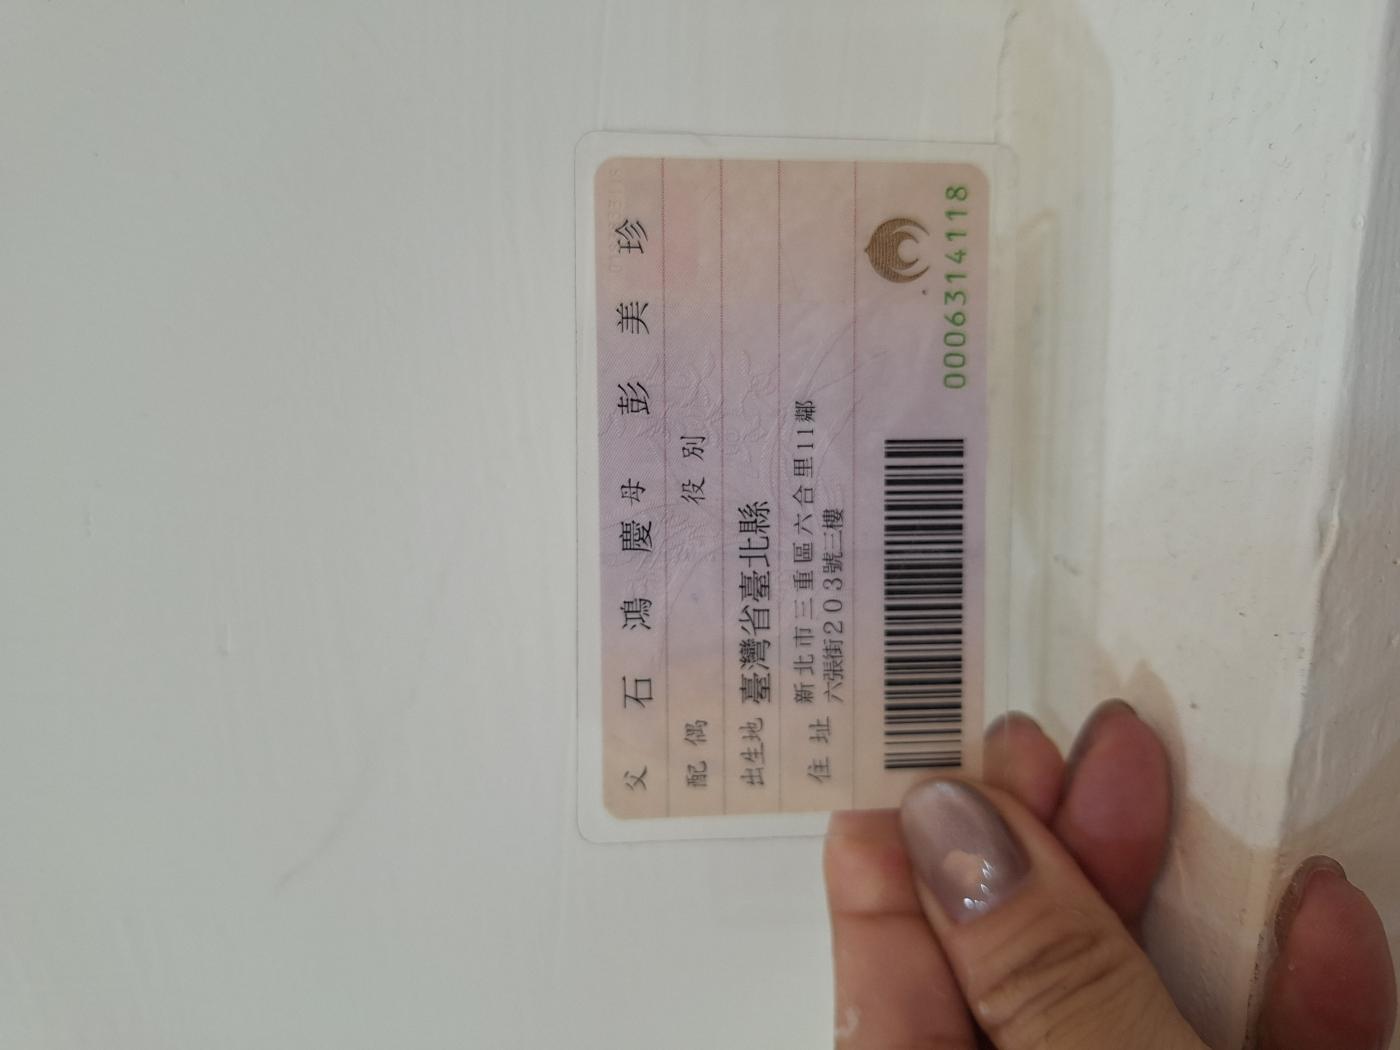 父 石鴻慶 母 彭美珍
配偶 役別
出生地 臺灣省臺北縣
住址 新北市三重區六合里11鄰
六張街203號三樓
0006314118